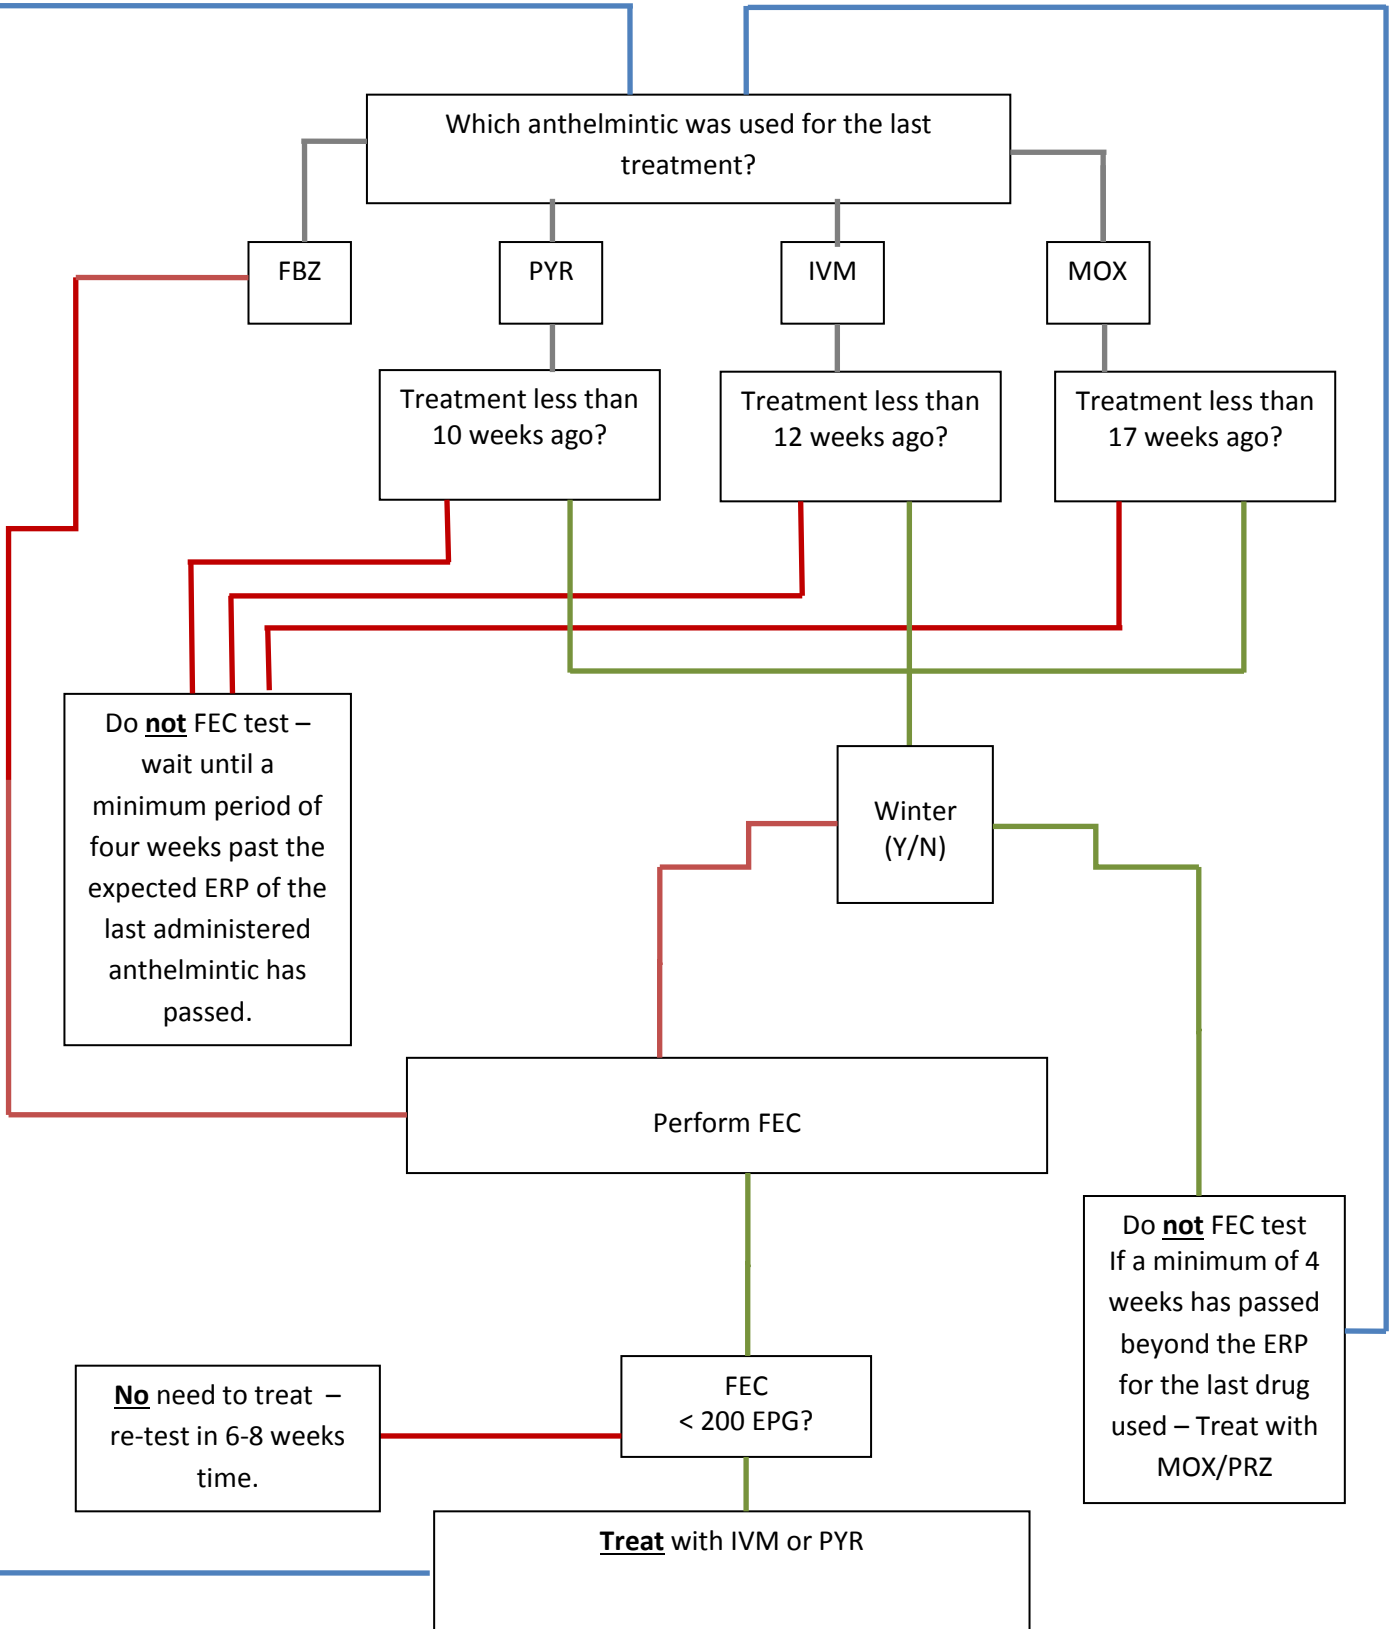 Which anthelmintic was used for the last
treatment?
FBZ
PYR
IVM
MOX
Treatment less than
10 weeks ago?
Treatment less than
12 weeks ago?
Treatment less than
17 weeks ago?
Do not FEC test –
wait until a
minimum period of
four weeks past the
expected ERP of the
last administered
anthelmintic has
passed.
Winter
(Y/N)
Perform FEC
Do not FEC test
If a minimum of 4
weeks has passed
beyond the ERP
for the last drug
used – Treat with
MOX/PRZ
FEC
< 200 EPG?
No need to treat –
re-test in 6-8 weeks
time.
Treat with IVM or PYR